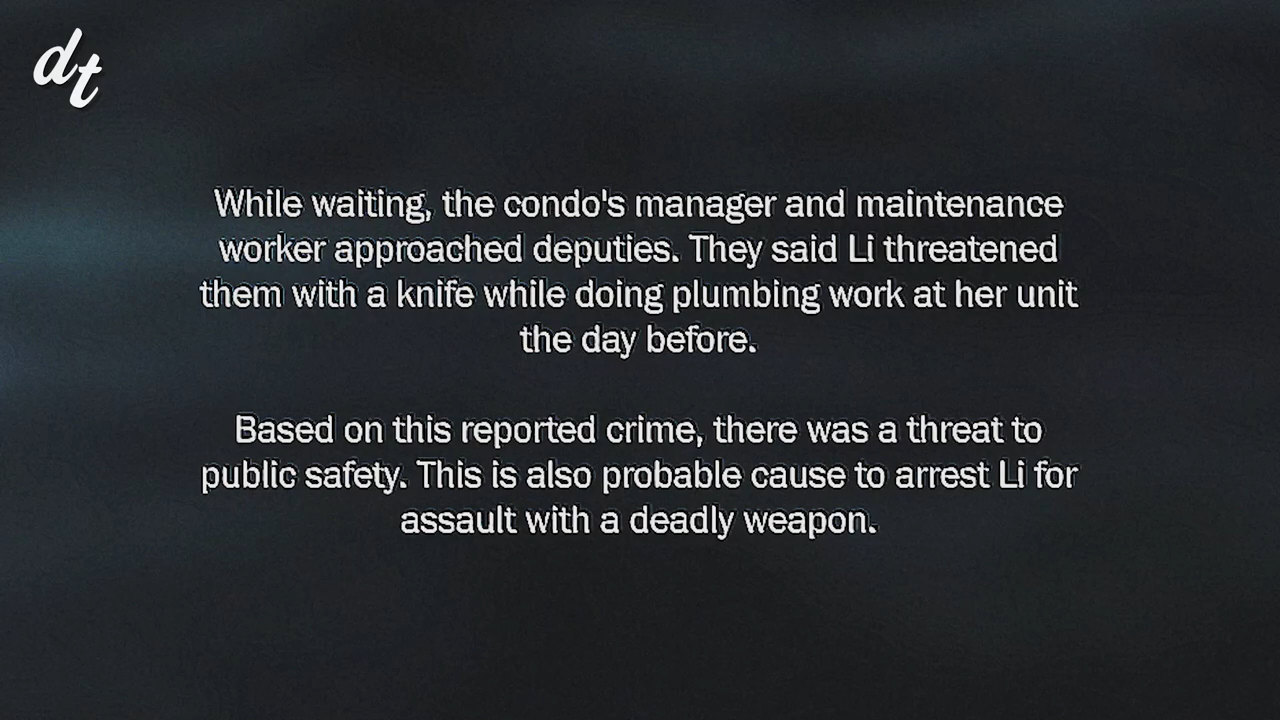 dt
While waiting, the condo's manager and maintenance
worker approached deputies. They said Li threatened
them with a knife while doing plumbing work at her unit
the day before.
Based on this reported crime, there was a threat to
public safety. This is also probable cause to arrest Li for
assault with a deadly weapon.